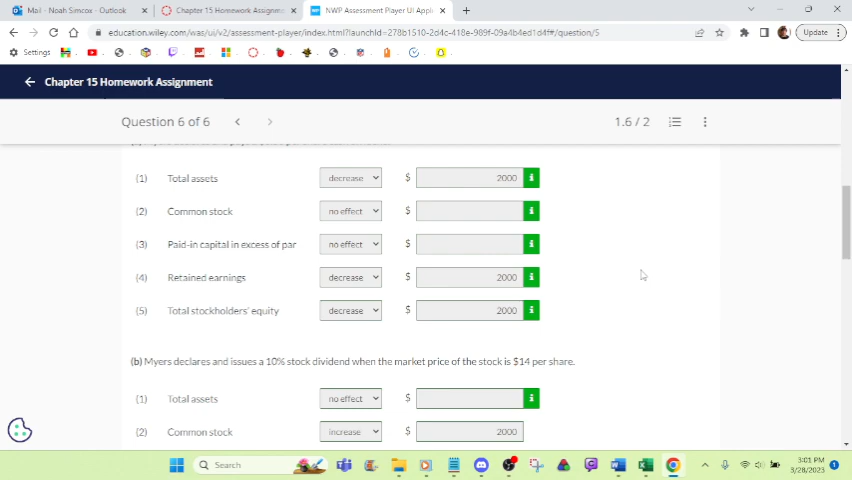 Mail - Noah Simcox - Outlook
Chapter 15 Homework Assignm
NWP Assessment Player UI Appli
education.wiley.com/was/ui/v2/assessment-player/index.html?launchId=278b1510-2d4c-418e-989f-09a4b4ed1d4f#/question/5
Update
Settings
Chapter 15 Homework Assignment
Question 6 of 6
1.6 / 2
(1) Total assets decrease $ 2000
(2) Common stock no effect $
(3) Paid-in capital in excess of par no effect $
(4) Retained earnings decrease $ 2000
(5) Total stockholders' equity decrease $ 2000
(b) Myers declares and issues a 10% stock dividend when the market price of the stock is $14 per share.
(1) Total assets no effect $
(2) Common stock increase $ 2000
Search
3:01 PM
3/28/2023